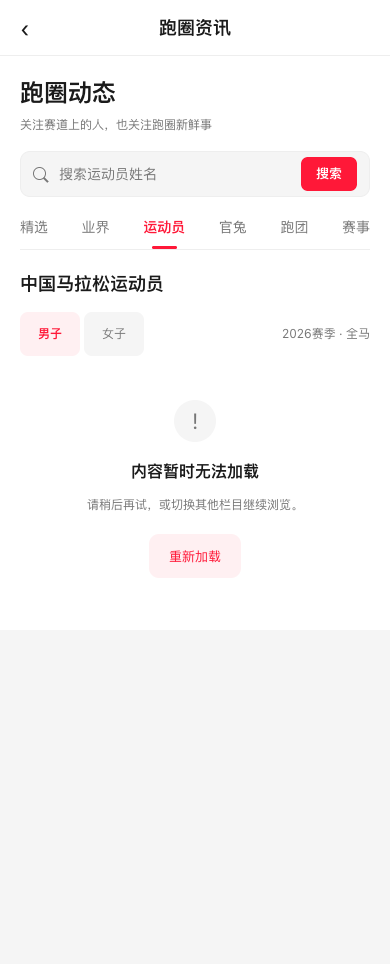 跑圈资讯
跑圈动态
关注赛道上的人，也关注跑圈新鲜事
搜索运动员姓名 搜索
精选 业界 运动员 官兔 跑团 赛事
中国马拉松运动员
男子 女子 2026赛季 · 全马
!
内容暂时无法加载
请稍后再试，或切换其他栏目继续浏览。
重新加载